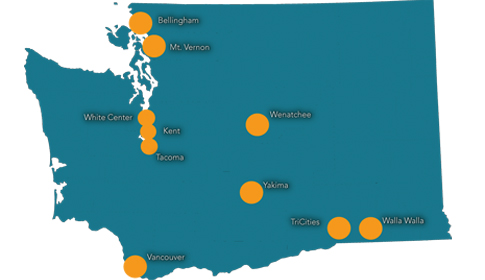 Bellingham
Mt. Vernon
White Center
Kent
Tacoma
Wenatchee
Yakima
TriCities
Walla Walla
Vancouver